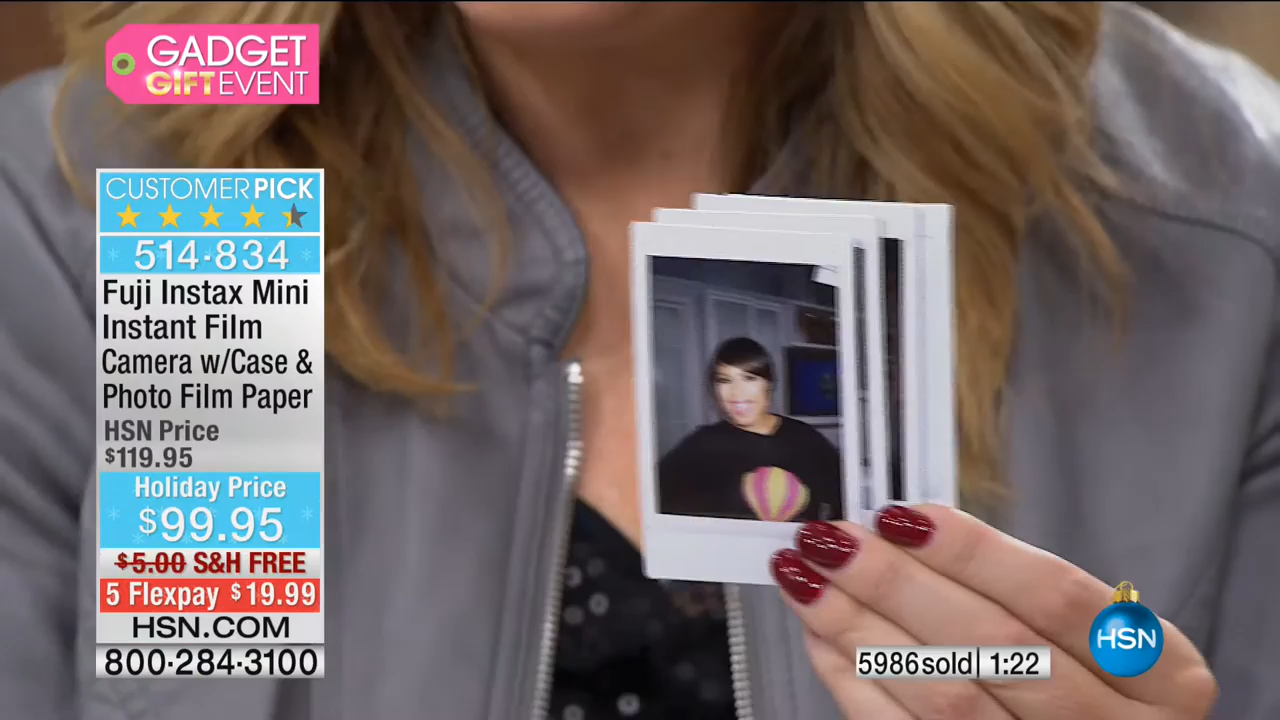 GADGET
GIFT EVENT
CUSTOMER PICK
514-834
Fuji Instax Mini
Instant Film
Camera w/Case &
Photo Film Paper
HSN Price
$119.95
Holiday Price
$99.95
$5.00 S&H FREE
5 Flexpay $19.99
HSN.COM
800-284-3100
HSN
5986 sold | 1:22